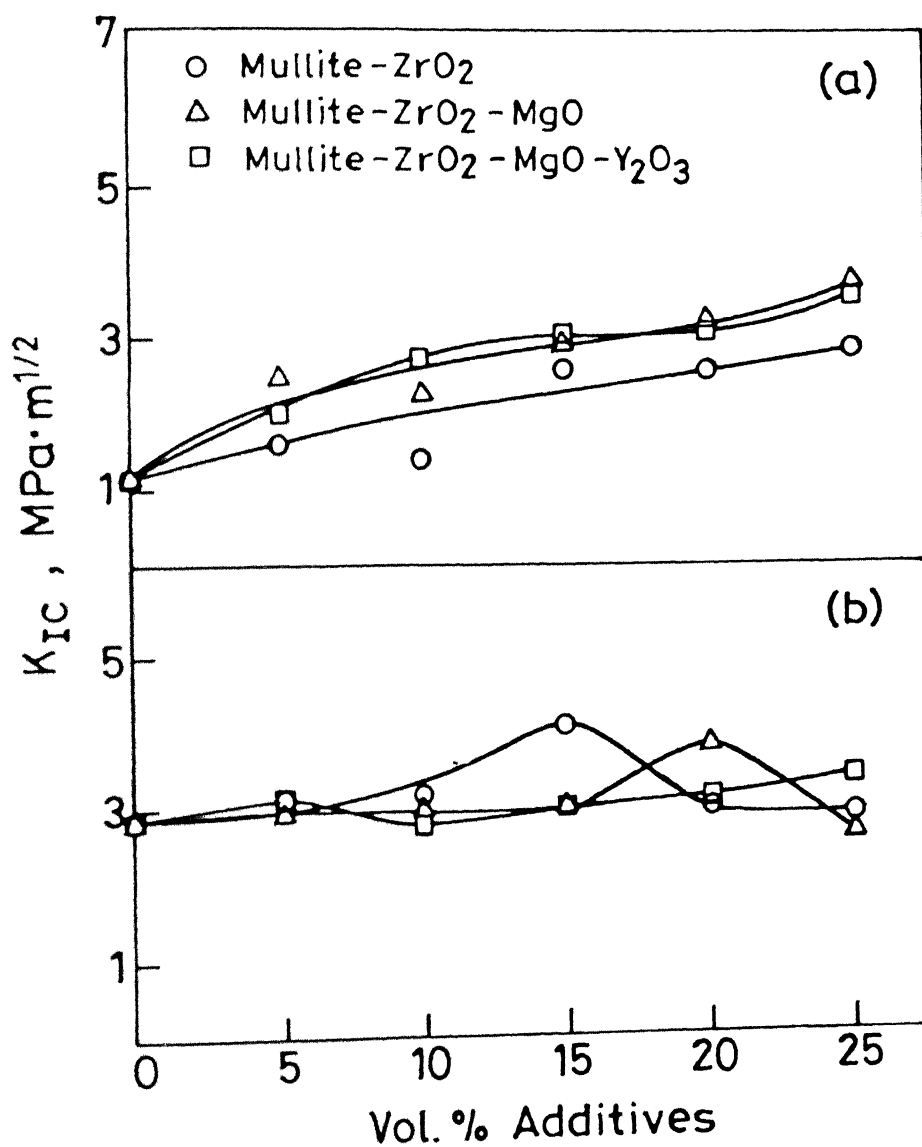 7
Mullite-ZrO2
(a)
Mullite-ZrO2-MgO
Mullite-ZrO2-MgO-Y2O3
5
3
1
KIC, MPa·m1/2
(b)
5
3
1
0 5 10 15 20 25
Vol.% Additives